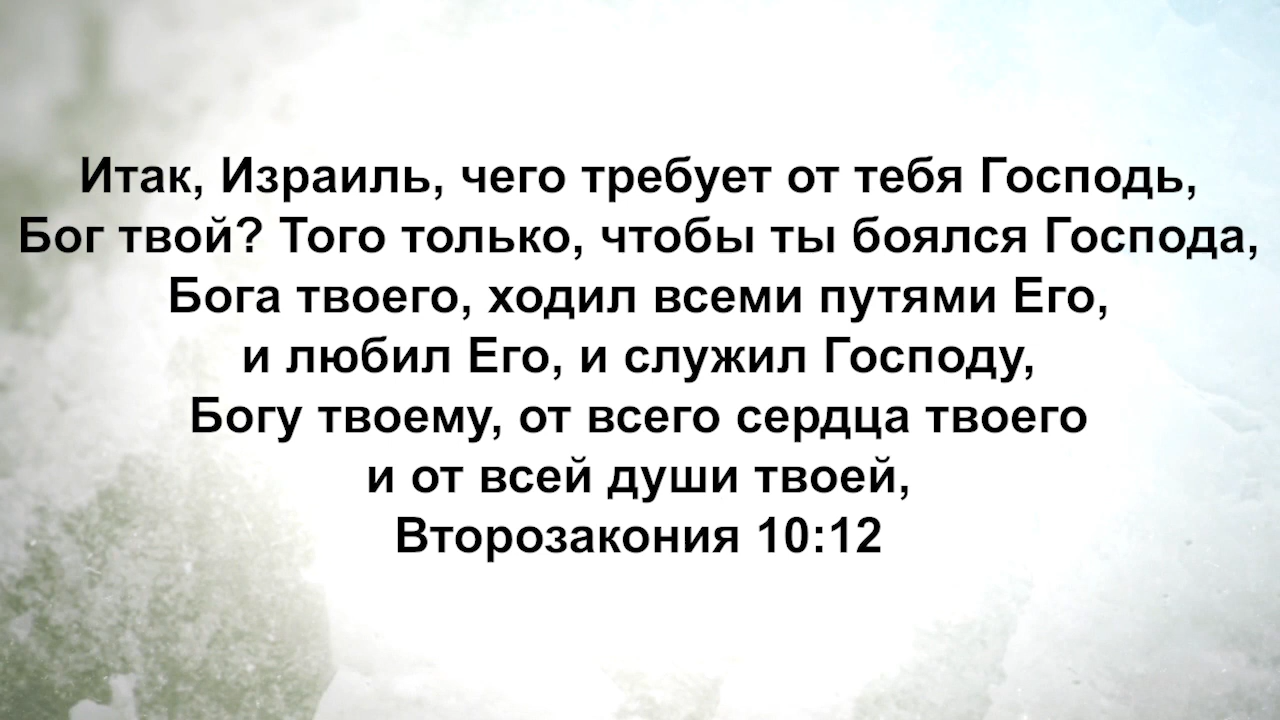 Итак, Израиль, чего требует от тебя Господь,
Бог твой? Того только, чтобы ты боялся Господа,
Бога твоего, ходил всеми путями Его,
и любил Его, и служил Господу,
Богу твоему, от всего сердца твоего
и от всей души твоей,
Второзакония 10:12